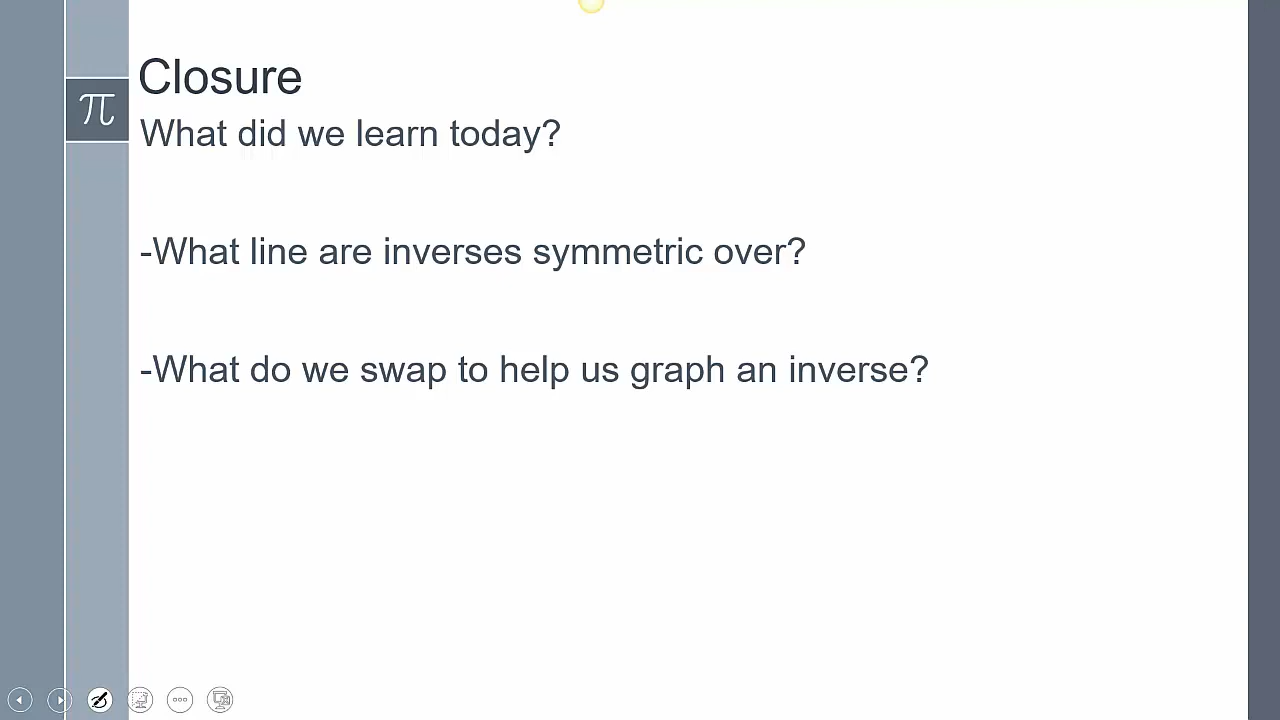 Closure
π
What did we learn today?
-What line are inverses symmetric over?
-What do we swap to help us graph an inverse?